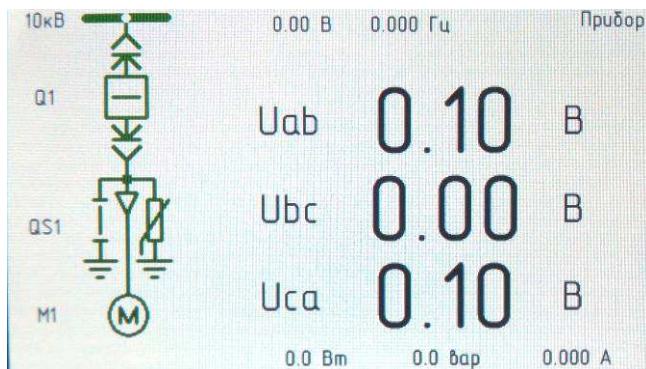 10кВ 0.00 В 0.000 Гц Прибор
Q1
Uab 0.10 В
QS1 Ubc 0.00 В
M1 M Uca 0.10 В
0.0 Вт 0.0 вар 0.000 А